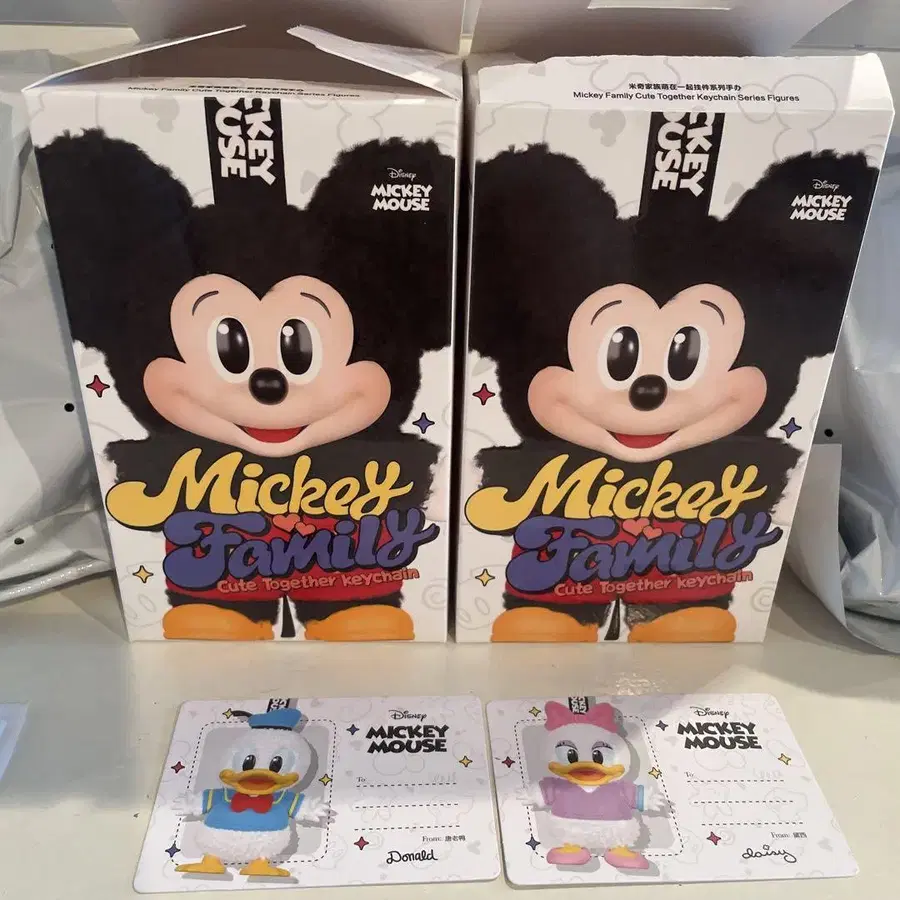 Mickey Family Cute Together Keychain Series Figures
MICKEY
MOUSE
Disney
MICKEY
MOUSE
Mickey
Family
Cute Together keychain
米奇家族萌在一起挂件系列手办
Mickey Family Cute Together Keychain Series Figures
MICKEY
MOUSE
Disney
MICKEY
MOUSE
Mickey
Family
Cute Together keychain
Disney
MICKEY
MOUSE
To:
From: 唐老鸭
Donald
Disney
MICKEY
MOUSE
To:
From: 黛西
daisy